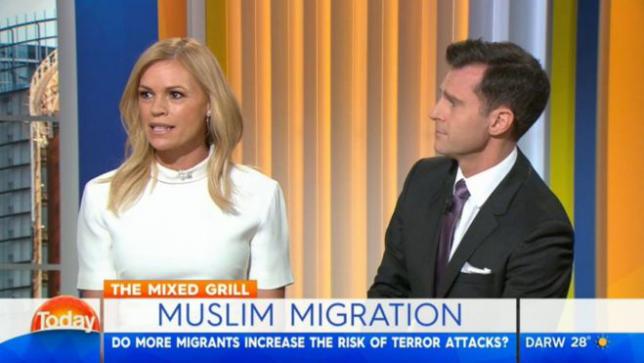 THE MIXED GRILL
MUSLIM MIGRATION
Today
DO MORE MIGRANTS INCREASE THE RISK OF TERROR ATTACKS?
DARW 28°